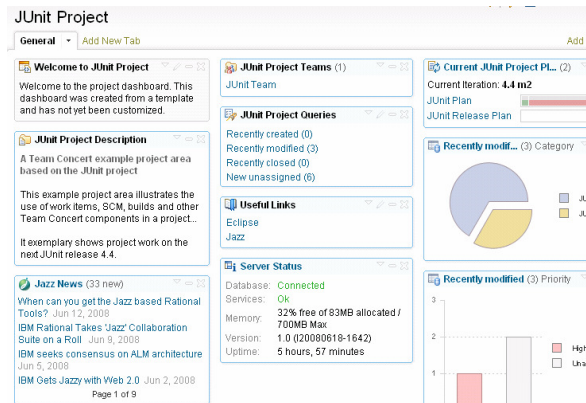 JUnit Project
General
Add New Tab
Add
Welcome to JUnit Project
Welcome to the project dashboard. This
dashboard was created from a template
and has not yet been customized.
JUnit Project Description
A Team Concert example project area
based on the JUnit project
This example project area illustrates the
use of work items, SCM, builds and other
Team Concert components in a project...
It exemplary shows project work on the
next JUnit release 4.4.
Jazz News (33 new)
When can you get the Jazz based Rational
Tools? Jun 12, 2008
IBM Rational Takes 'Jazz' Collaboration
Suite on a Roll Jun 9, 2008
IBM seeks consensus on ALM architecture
Jun 5, 2008
IBM Gets Jazzy with Web 2.0 Jun 2, 2008
Page 1 of 9
JUnit Project Teams (1)
JUnit Team
JUnit Project Queries
Recently created (0)
Recently modified (3)
Recently closed (0)
New unassigned (6)
Useful Links
Eclipse
Jazz
Server Status
Database: Connected
Services: Ok
Memory: 32% free of 83MB allocated /
700MB Max
Version: 1.0 (I20080618-1642)
Uptime: 5 hours, 57 minutes
Current JUnit Project Pl... (2)
Current Iteration: 4.4 m2
JUnit Plan
JUnit Release Plan
Recently modif... (3) Category
JU
JU
Recently modified (3) Priority
3
2
1
High
Una